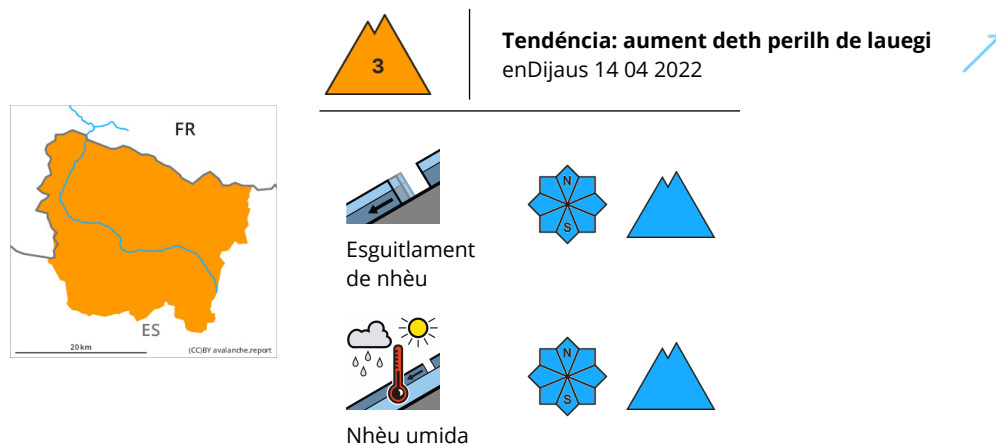 3
Tendéncia: aument deth perilh de lauegi
enDijaus 14 04 2022
FR
ES
20 km
(CC)BY avalanche.report
N
S
Esguitlament
de nhèu
N
S
Nhèu umida